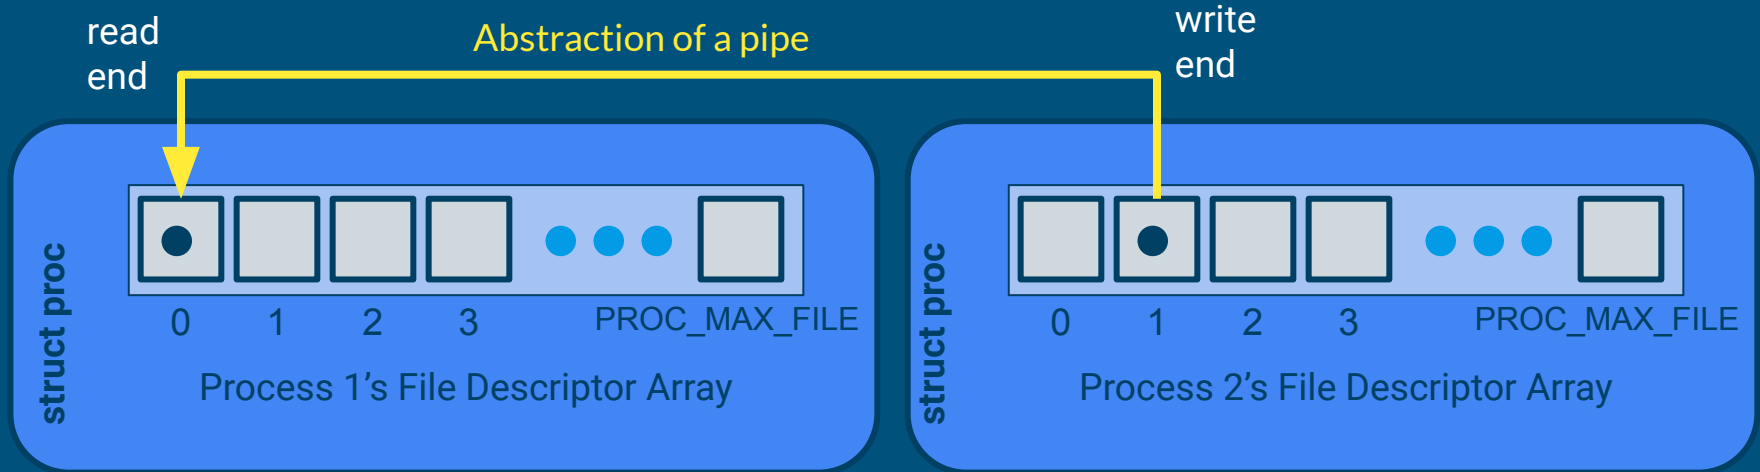 read
end
Abstraction of a pipe
write
end
struct proc
0 1 2 3 PROC_MAX_FILE
Process 1’s File Descriptor Array
struct proc
0 1 2 3 PROC_MAX_FILE
Process 2’s File Descriptor Array